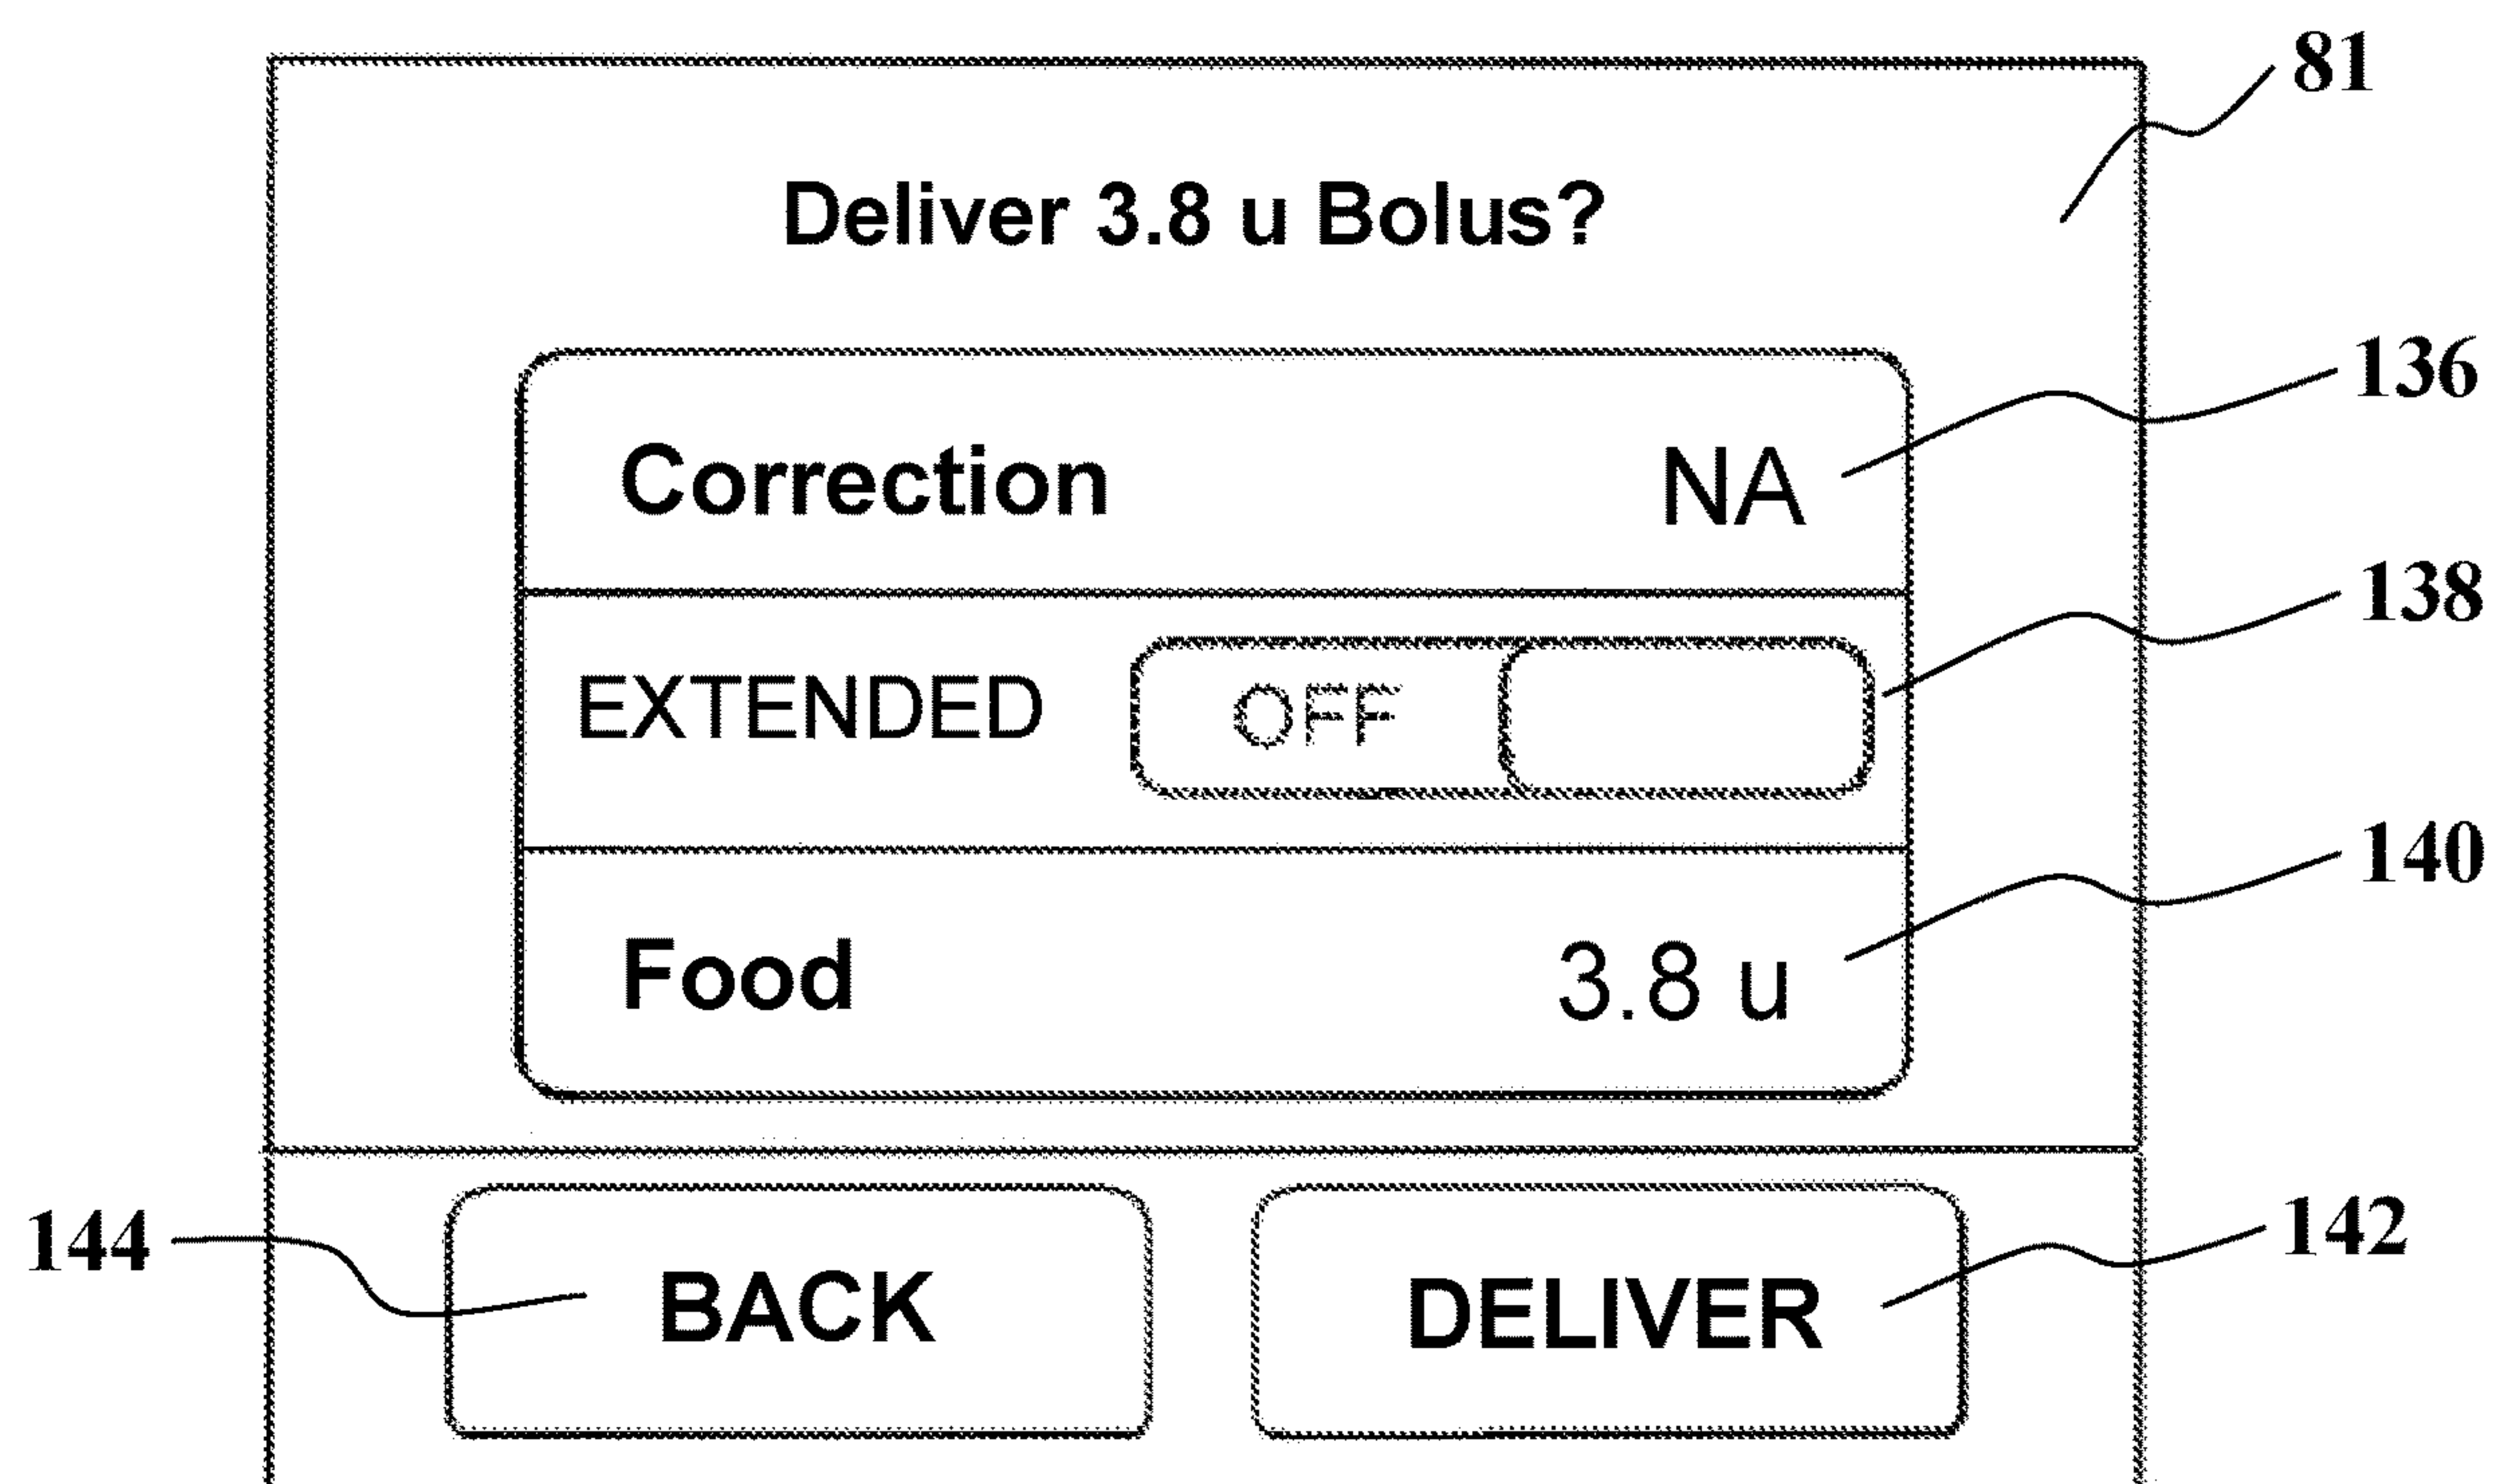 81
Deliver 3.8 u Bolus?
136
Correction NA
138
EXTENDED OFF
140
Food 3.8 u
144
BACK DELIVER
142